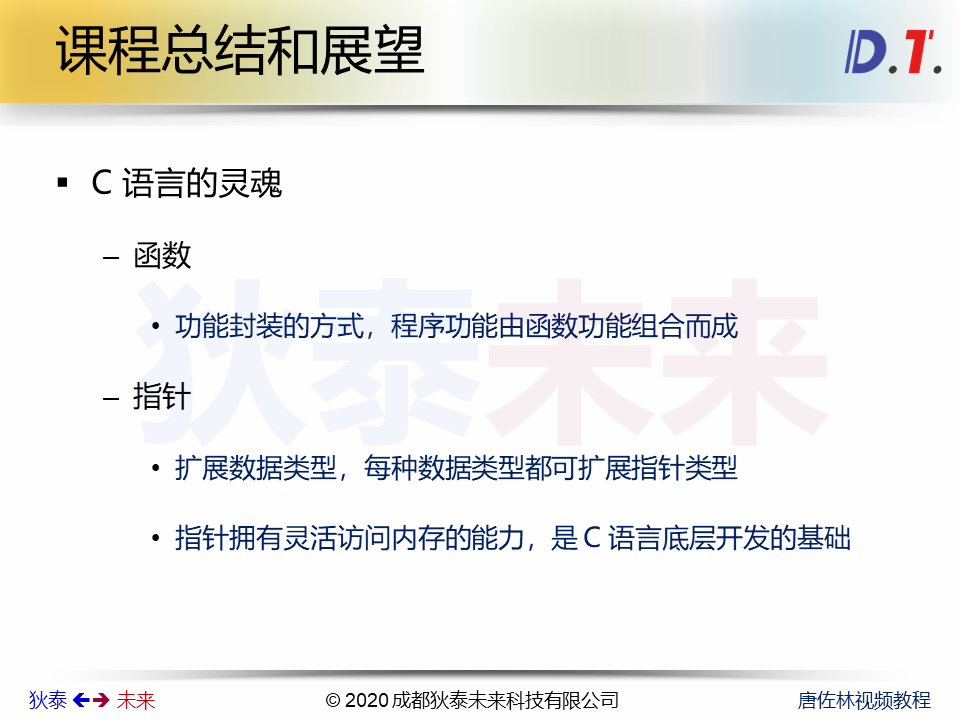 课程总结和展望
D.T.
▪ C 语言的灵魂
– 函数
• 功能封装的方式，程序功能由函数功能组合而成
狄泰未来
– 指针
• 扩展数据类型，每种数据类型都可扩展指针类型
• 指针拥有灵活访问内存的能力，是 C 语言底层开发的基础
狄泰 🡸🡺 未来
© 2020 成都狄泰未来科技有限公司
唐佐林视频教程